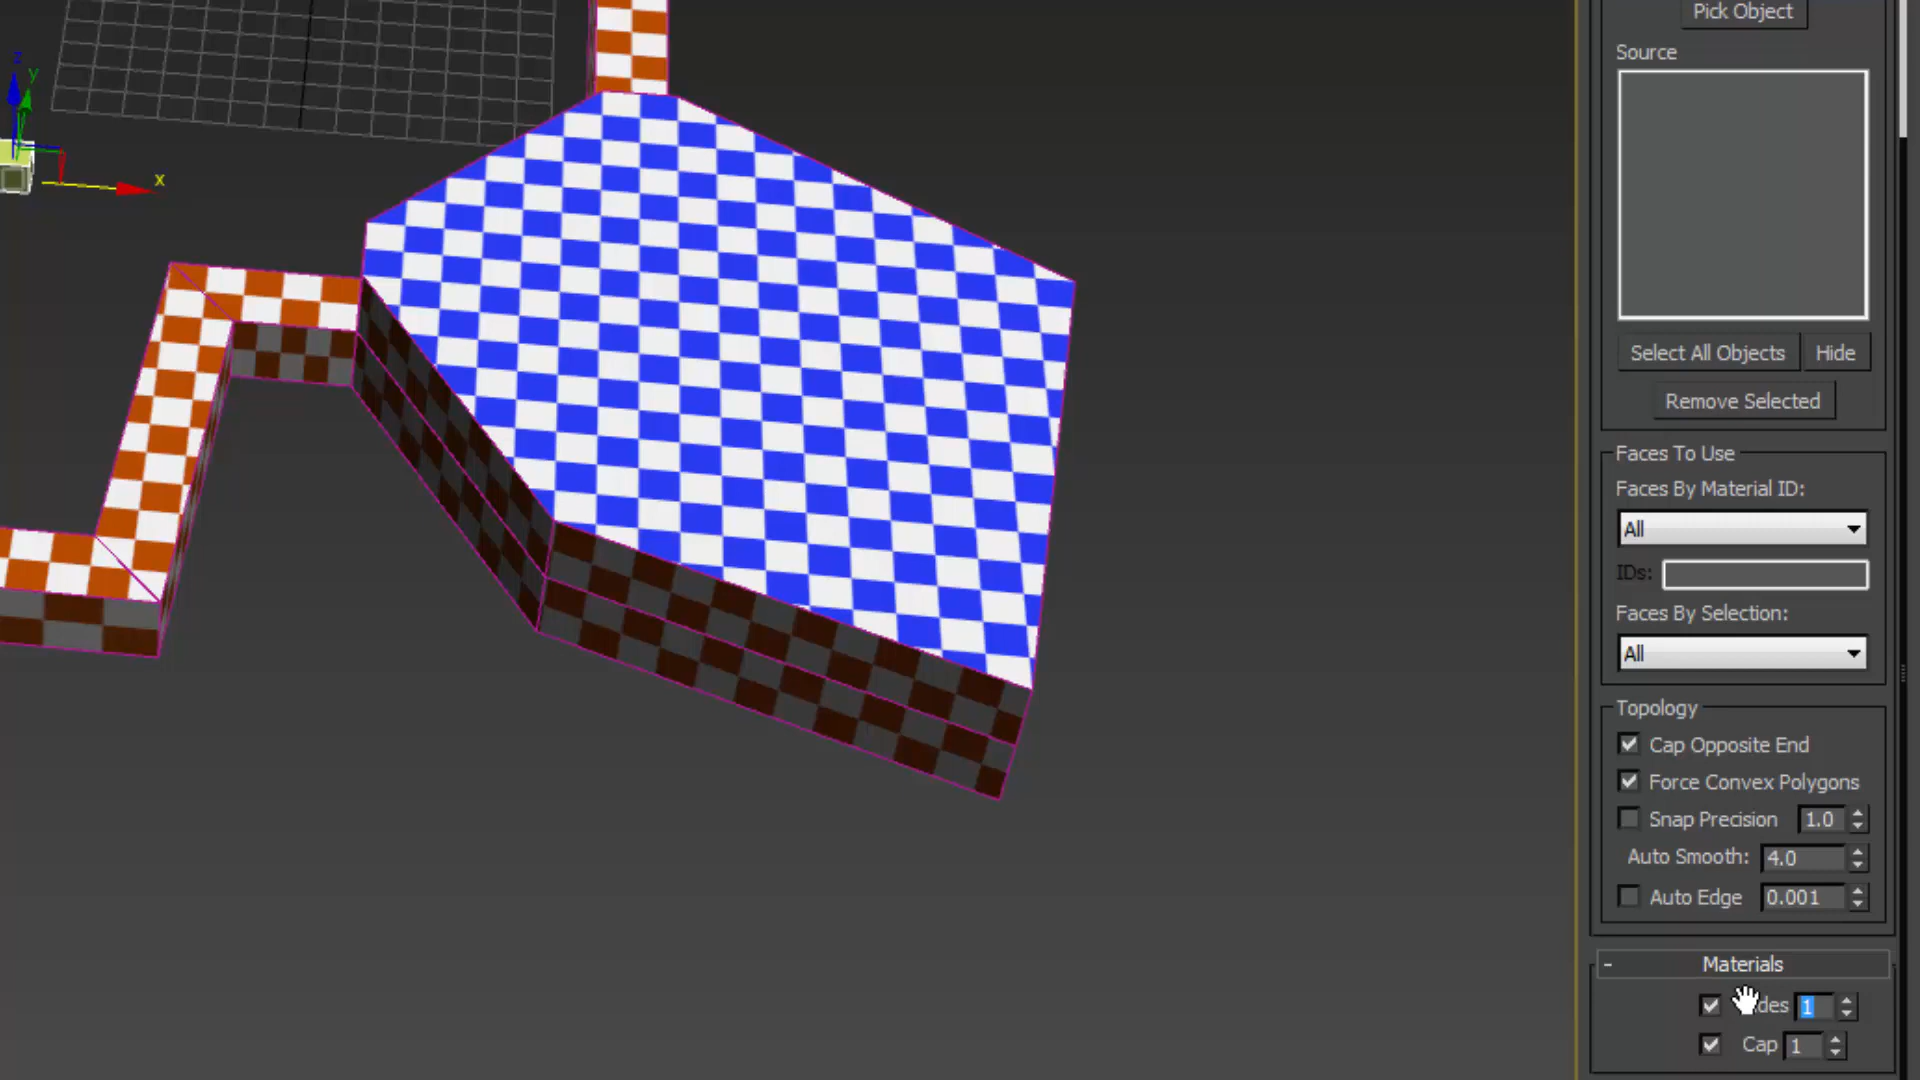 Pick Object
Source
z
y
x
Select All Objects
Hide
Remove Selected
Faces To Use
Faces By Material ID:
All
IDs:
Faces By Selection:
All
Topology
Cap Opposite End
Force Convex Polygons
Snap Precision 1.0
Auto Smooth: 4.0
Auto Edge 0.001
- Materials
des 1
Cap 1